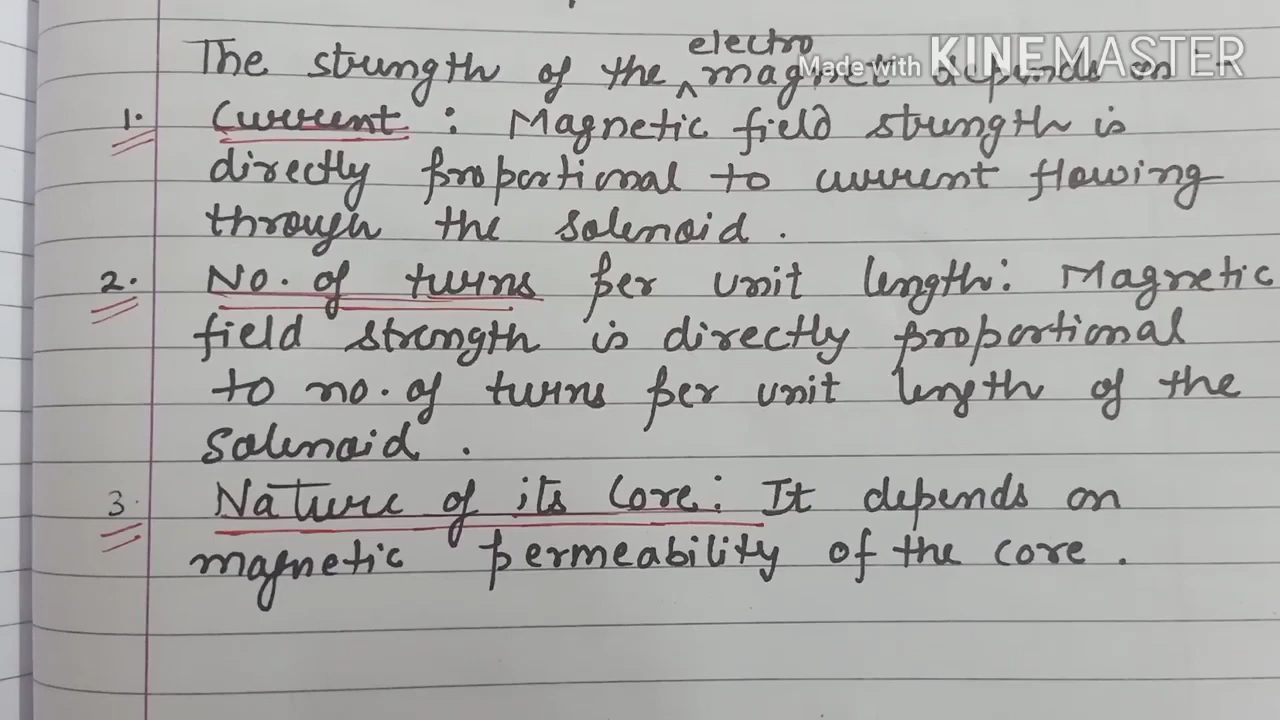 The strength of the electro magnet depends on :-
Made with KINEMASTER
1. Current : Magnetic field strength is
directly proportional to current flowing
through the solenoid .
2. No. of turns per unit length: Magnetic
field strength is directly proportional
to no. of turns per unit length of the
Solenoid .
3. Nature of its Core: It depends on
magnetic permeability of the core .